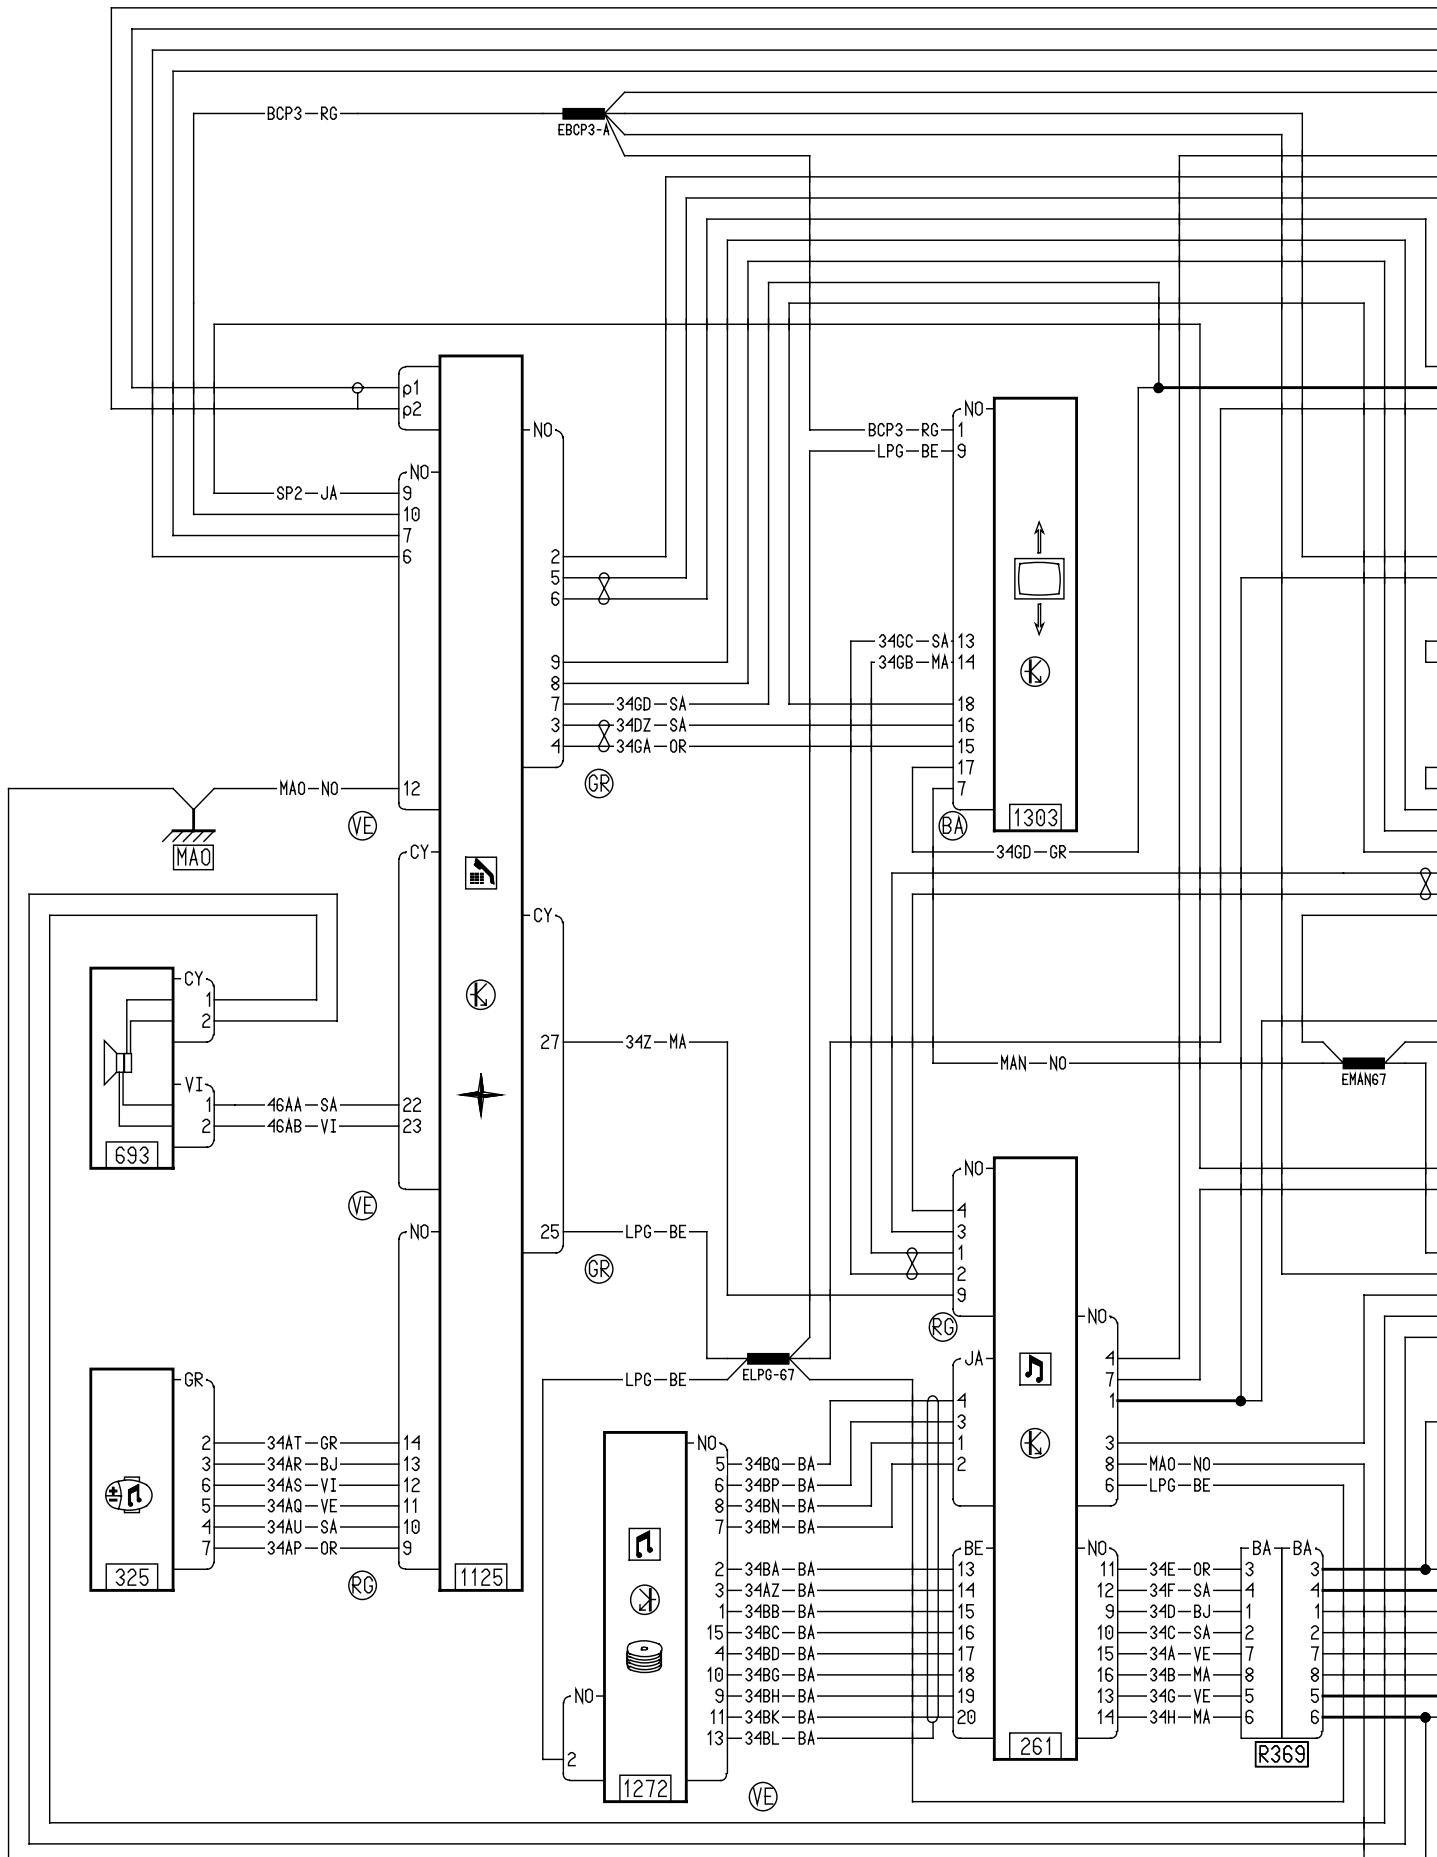 BCP3 RG
EBCP3-A
p1
p2
NO
NO
BCP3 RG 1
LPG BE 9
NO
NO
SP2 JA 9
10
7
6
2
5
6
34GC SA 13
34GB MA 14
9
8
7 34GD SA
18
3 34DZ SA 16
4 34GA OR 15
17
7
GR
MAO NO 12
VE
1303
BA
MAO
34GD GR
CY
CY
CY
1
2
27 34Z MA
MAN NO
EMAN67
VI
1 46AA SA 22
2 46AB VI 23
693
NO
VE
4
3
NO
25 LPG BE
1
2
GR
9
RG
NO
JA
4
ELPG-67
GR
LPG BE
7
4
1
3
NO
2 34AT GR 14
1
3
5 34BQ BA
2
8 MAO NO
3 34AR BJ 13
6 34BP BA
6 LPG BE
6 34AS VI 12
8 34BN BA
5 34AQ VE 11
7 34BM BA
4 34AU SA 10
7 34AP OR 9
BE
NO
BA BA
2 34BA BA 13
11 34E OR 3
3
325
RG
1125
3 34AZ BA 14
12 34F SA 4
4
1 34BB BA 15
9 34D BJ 1
1
15 34BC BA 16
10 34C SA 2
2
4 34BD BA 17
15 34A VE 7
7
10 34BG BA 18
16 34B MA 8
8
NO
9 34BH BA 19
13 34G VE 5
5
11 34BK BA 20
14 34H MA 6
6
13 34BL BA
261
R369
2
1272
VE